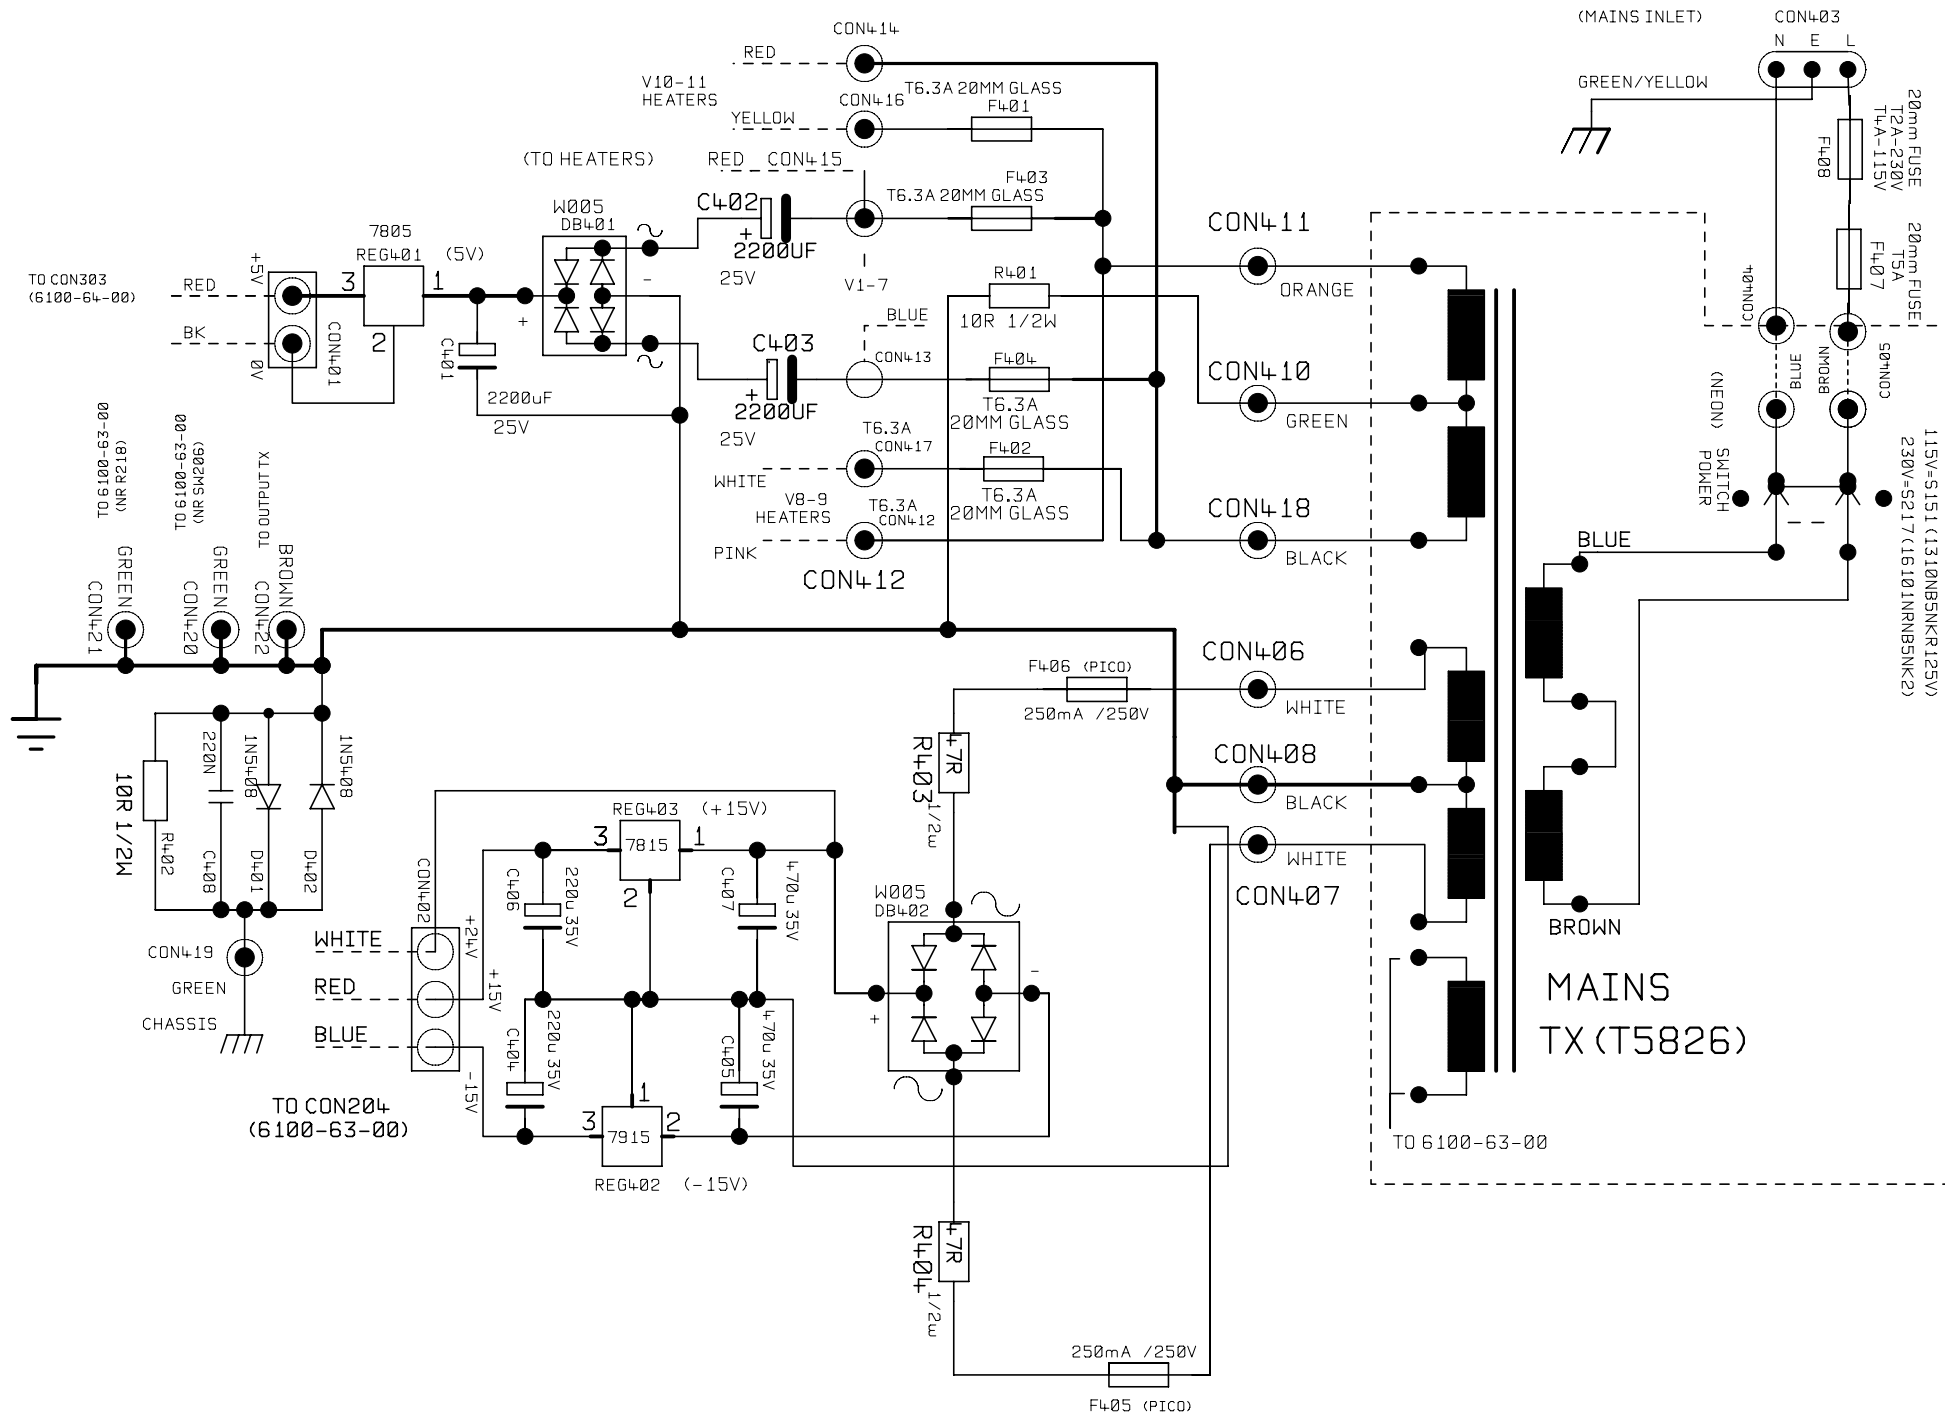 (MAINS INLET)
CON403
N E L
GREEN/YELLOW
20mm FUSE
T2A-230V
T4A-115V
F408
20mm FUSE
T5A
F407
CON404
CON405
BLUE
BROWN
(NEON)
SWITCH
POWER
115V=S151(1310NB5NKR125V)
230V=S217(16101NRNB5NK2)
CON414
RED
V10-11
HEATERS
T6.3A 20MM GLASS
CON416
F401
YELLOW
(TO HEATERS)
RED CON415
F403
T6.3A 20MM GLASS
C402
+
2200UF
25V
W005
DB401
-
+
7805
REG401
(5V)
3
1
2
TO CON303
(6100-64-00)
RED
BK
+5V
0V
CON401
C401
2200uF
25V
V1-7
BLUE
C403
+
2200UF
25V
CON413
F404
T6.3A
20MM GLASS
R401
10R 1/2W
CON411
ORANGE
CON410
GREEN
T6.3A
CON417
F402
WHITE
T6.3A
20MM GLASS
V8-9
HEATERS
T6.3A
CON412
PINK
CON412
CON418
BLACK
BLUE
TO 6100-63-00
(NR R218)
TO 6100-63-00
(NR SW206)
TO OUTPUT TX
GREEN
CON421
GREEN
CON420
BROWN
CON422
CON406
F406 (PICO)
250mA /250V
WHITE
CON408
BLACK
WHITE
CON407
10R 1/2W
R402
220N
C408
1N5408
D401
1N5408
D402
CON419
GREEN
CHASSIS
R403
47R
1/2w
REG403 (+15V)
3
7815
1
2
CON402
+24V
+15V
-15V
WHITE
RED
BLUE
C406
220u 35V
C407
470u 35V
C404
220u 35V
C405
470u 35V
W005
DB402
+
-
TO CON204
(6100-63-00)
3
7915
1
2
REG402 (-15V)
R404
47R
1/2w
250mA /250V
F405 (PICO)
BROWN
MAINS
TX (T5826)
TO 6100-63-00